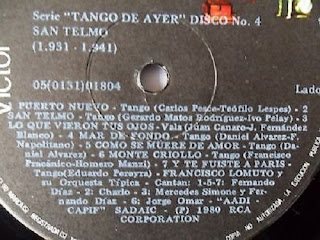 Serie "TANGO DE AYER" DISCO No. 4
SAN TELMO
(1.931 - 1.941)
VICTOR
05(0131)01804
Lado
PUERTO NUEVO - Tango (Carlos Pesce-Teófilo Lespes) - 2
SAN TELMO - Tango (Gerardo Matos Rodríguez-Ivo Pelay) - 3
LO QUE VIERON TUS OJOS - Vals (Juan Canaro-J. Fernández
Blanco) - 4 MAR DE FONDO - Tango (Daniel Alvarez-F.
Napolitano) - 5 COMO SE MUERE DE AMOR - Tango
(Daniel Alvarez) - 6 MONTE CRIOLLO - Tango (Francisco
Pracánico-Homero Manzi) - 7 Y TE FUISTE A PARIS -
Tango (Eduardo Pereyra) - FRANCISCO LOMUTO y
su Orquesta Típica - Cantan: 1-5-7: Fernando
Díaz - 2: Charlo - 3: Mercedes Simone y Fer-
nando Díaz - 6: Jorge Omar - "AADI -
CAPIF" SADAIC - (P) 1980 RCA
CORPORATION